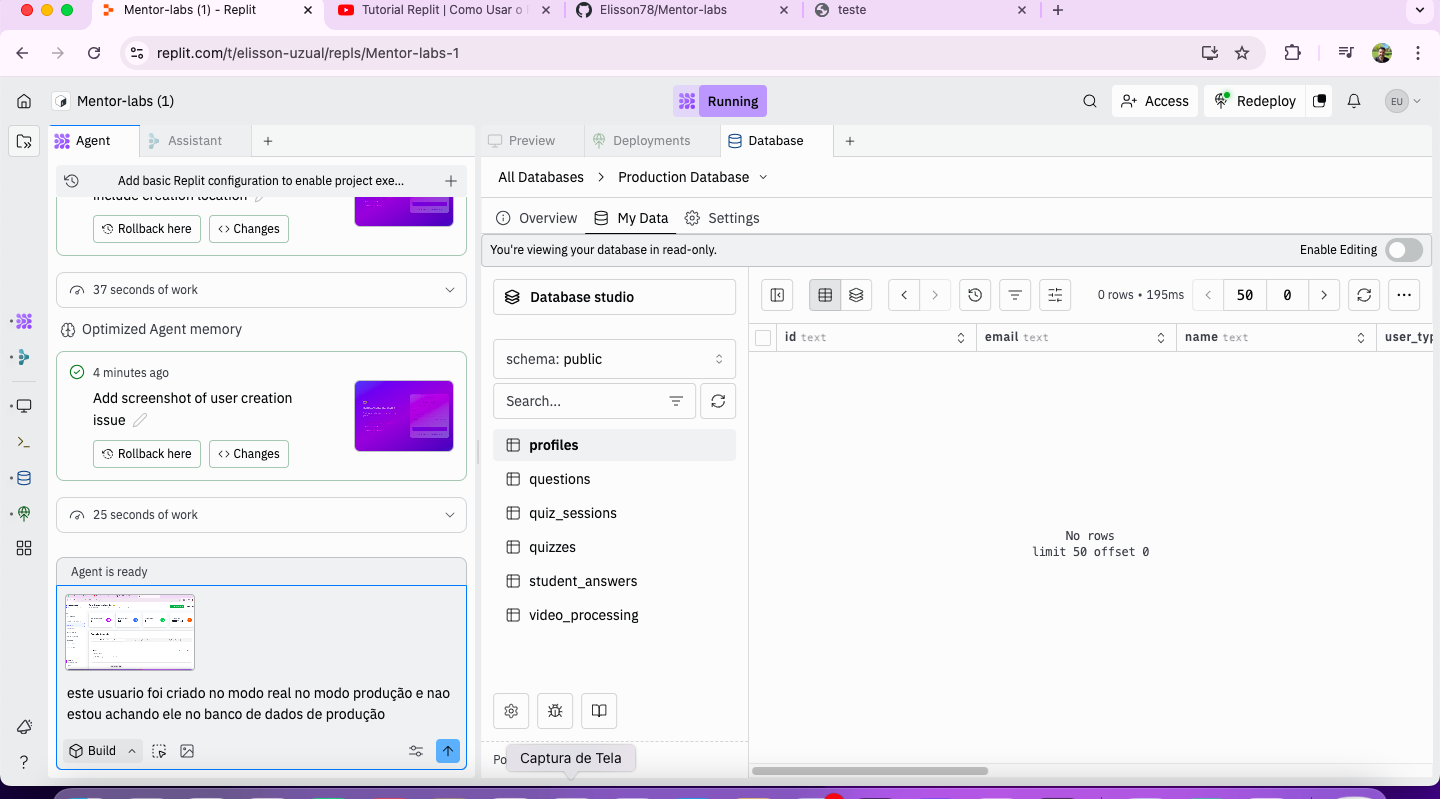 Mentor-labs (1) - Replit
Tutorial Replit | Como Usar o
Elisson78/Mentor-labs
teste
replit.com/t/elisson-uzual/repls/Mentor-labs-1
Mentor-labs (1)
Running
Access
Redeploy
EU
Agent
Assistant
Preview
Deployments
Database
Add basic Replit configuration to enable project exe...
All Databases
Production Database
include creation location
Rollback here
Changes
Overview
My Data
Settings
You're viewing your database in read-only.
Enable Editing
37 seconds of work
Optimized Agent memory
4 minutes ago
Add screenshot of user creation
issue
Rollback here
Changes
25 seconds of work
Agent is ready
este usuario foi criado no modo real no modo produção e nao
estou achando ele no banco de dados de produção
Build
Database studio
schema: public
Search...
profiles
questions
quiz_sessions
quizzes
student_answers
video_processing
Po
Captura de Tela
0 rows • 195ms
50
0
id text
email text
name text
user_typ
No rows
limit 50 offset 0